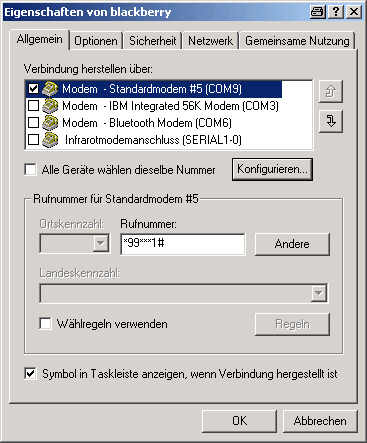 Eigenschaften von blackberry
Allgemein Optionen Sicherheit Netzwerk Gemeinsame Nutzung
Verbindung herstellen über:
Modem - Standardmodem #5 (COM9)
Modem - IBM Integrated 56K Modem (COM3)
Modem - Bluetooth Modem (COM6)
Infrarotmodemanschluss (SERIAL1-0)
Alle Geräte wählen dieselbe Nummer Konfigurieren...
Rufnummer für Standardmodem #5
Ortskennzahl: Rufnummer:
*99***1# Andere
Landeskennzahl:
Wählregeln verwenden Regeln
Symbol in Taskleiste anzeigen, wenn Verbindung hergestellt ist
OK Abbrechen